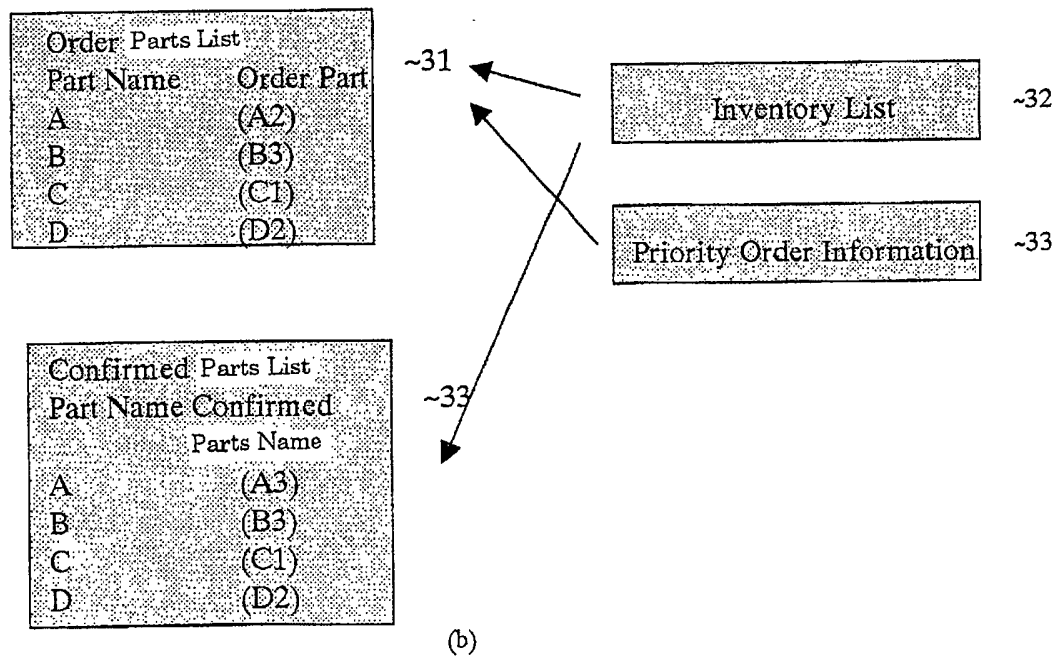 Order Parts List
Part Name Order Part
A (A2)
B (B3)
C (C1)
D (D2)
~31
Inventory List
~32
Priority Order Information
~33
Confirmed Parts List
Part Name Confirmed
Parts Name
A (A3)
B (B3)
C (C1)
D (D2)
~33
(b)